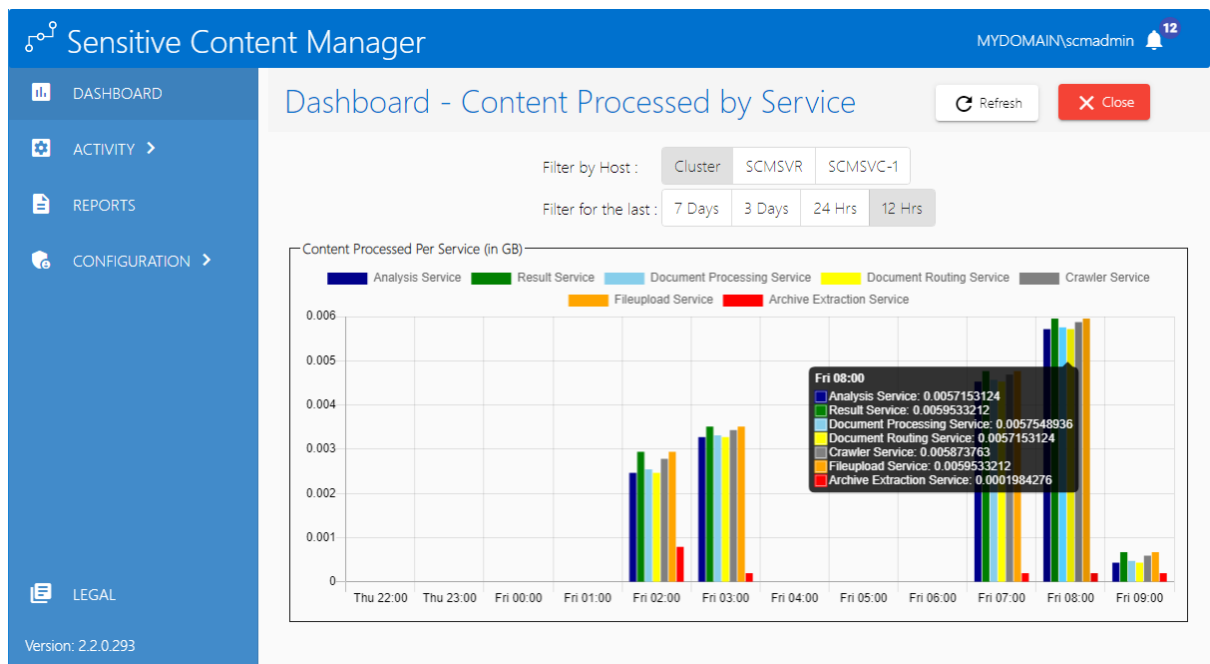 Sensitive Content Manager
MYDOMAIN\scmadmin 12
DASHBOARD
ACTIVITY
REPORTS
CONFIGURATION
LEGAL
Version: 2.2.0.293
Dashboard - Content Processed by Service
Refresh
Close
Filter by Host : Cluster SCMSVR SCMSVC-1
Filter for the last : 7 Days 3 Days 24 Hrs 12 Hrs
Content Processed Per Service (in GB)
Analysis Service Result Service Document Processing Service Document Routing Service Crawler Service
Fileupload Service Archive Extraction Service
0.006
0.005
0.004
0.003
0.002
0.001
0
Fri 08:00
Analysis Service: 0.0057153124
Result Service: 0.0059533212
Document Processing Service: 0.0057548936
Document Routing Service: 0.0057153124
Crawler Service: 0.005873763
Fileupload Service: 0.0059533212
Archive Extraction Service: 0.0001984276
Thu 22:00 Thu 23:00 Fri 00:00 Fri 01:00 Fri 02:00 Fri 03:00 Fri 04:00 Fri 05:00 Fri 06:00 Fri 07:00 Fri 08:00 Fri 09:00